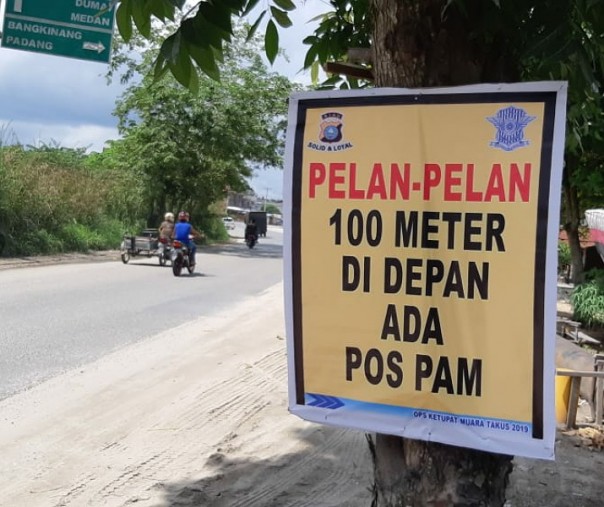 DUMAI
MEDAN
BANGKINANG
PADANG
RIAU
SOLID & LOYAL
PELAN-PELAN
100 METER
DI DEPAN
ADA
POS PAM
OPS KETUPAT MUARA TAKUS 2019